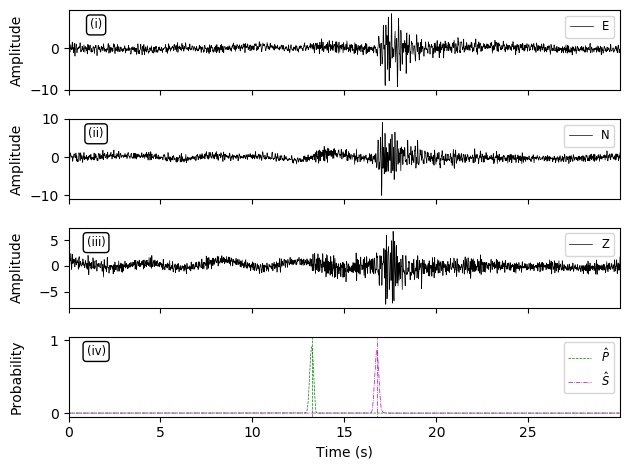 (i)
E
Amplitude
0
−10
(ii)
N
Amplitude
10
0
−10
(iii)
Z
Amplitude
5
0
−5
(iv)
P̂
Ŝ
Probability
1
0
0 5 10 15 20 25
Time (s)